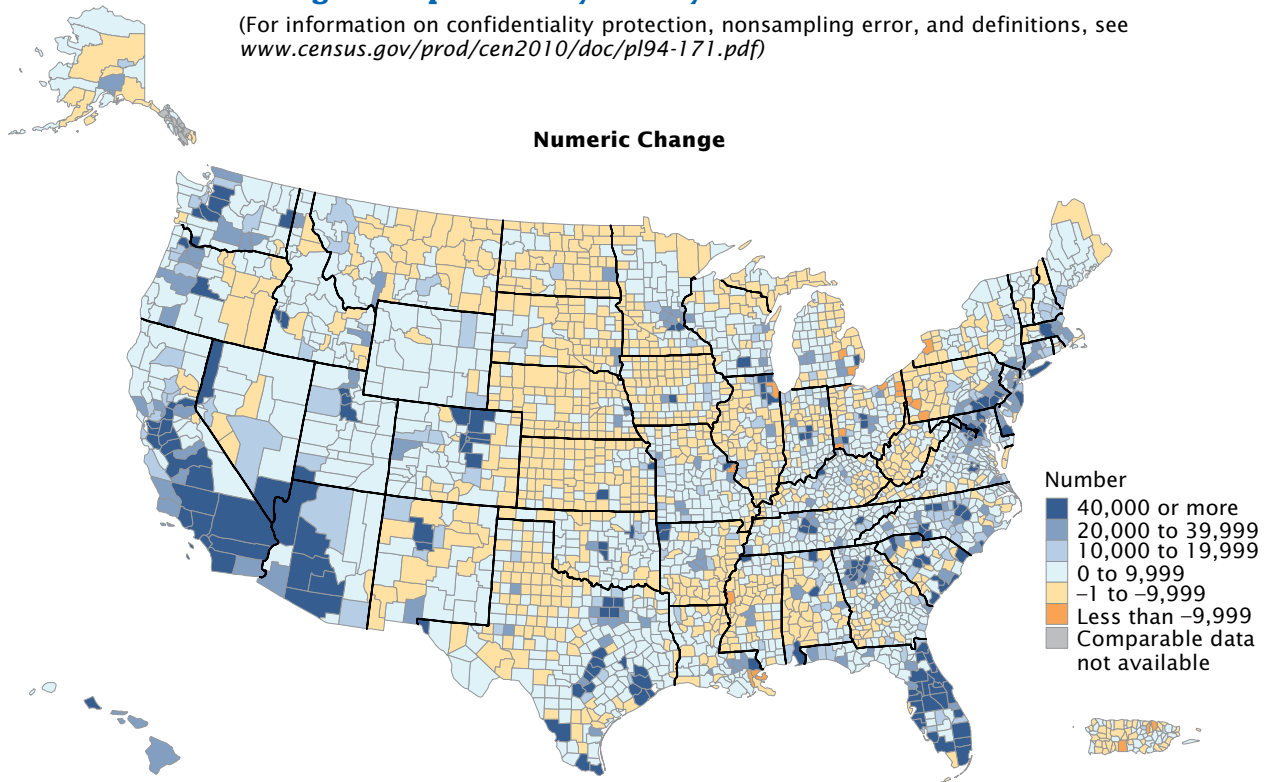 (For information on confidentiality protection, nonsampling error, and definitions, see
www.census.gov/prod/cen2010/doc/pl94-171.pdf)
Numeric Change
Number
40,000 or more
20,000 to 39,999
10,000 to 19,999
0 to 9,999
–1 to –9,999
Less than –9,999
Comparable data
not available